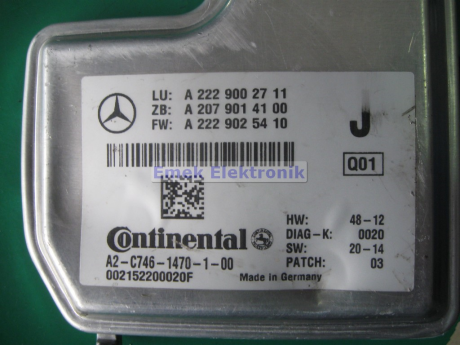 LU: A 222 900 27 11
ZB: A 207 901 41 00
FW: A 222 902 54 10
J
Emek Elektronik
Q01
Continental
A2-C746-1470-1-00
002152200020F
HW: 48-12
DIAG-K: 0020
SW: 20-14
PATCH: 03
Made in Germany